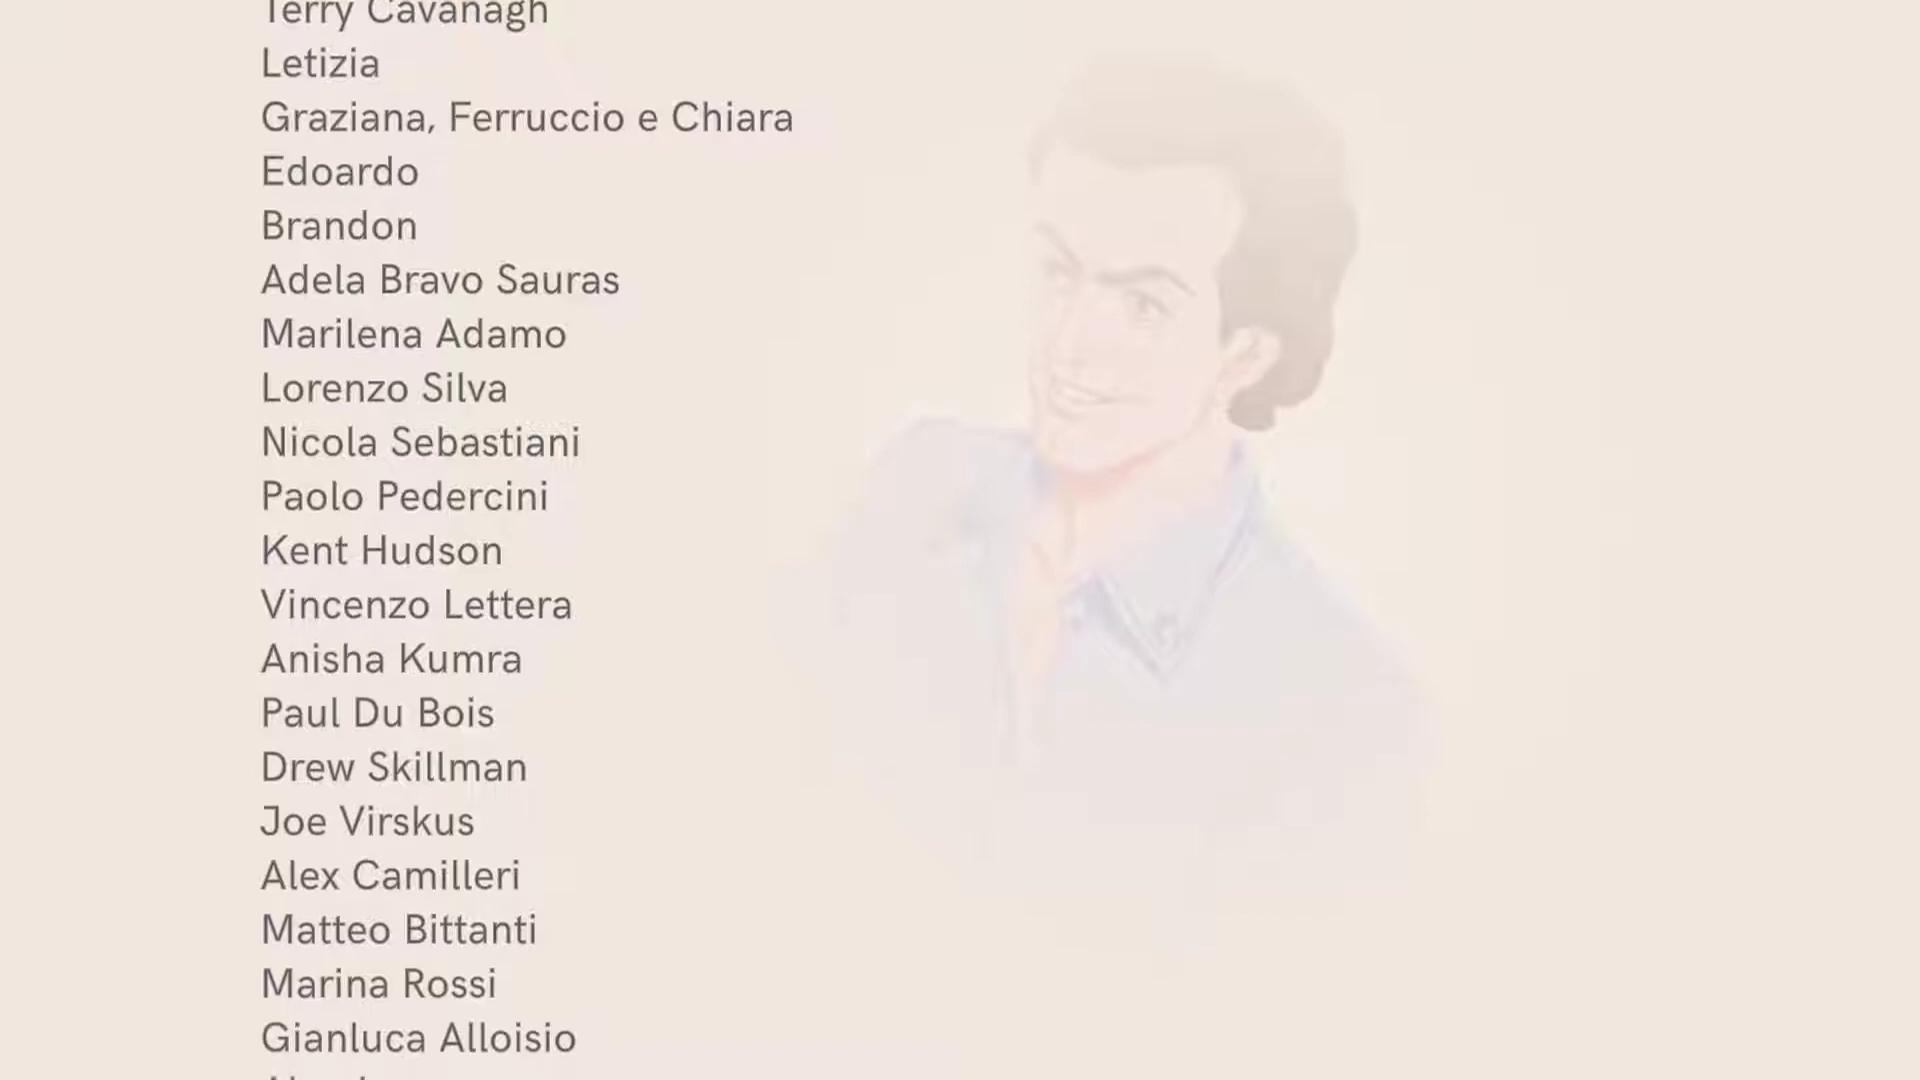 Terry Cavanagh
Letizia
Graziana, Ferruccio e Chiara
Edoardo
Brandon
Adela Bravo Sauras
Marilena Adamo
Lorenzo Silva
Nicola Sebastiani
Paolo Pedercini
Kent Hudson
Vincenzo Lettera
Anisha Kumra
Paul Du Bois
Drew Skillman
Joe Virskus
Alex Camilleri
Matteo Bittanti
Marina Rossi
Gianluca Alloisio